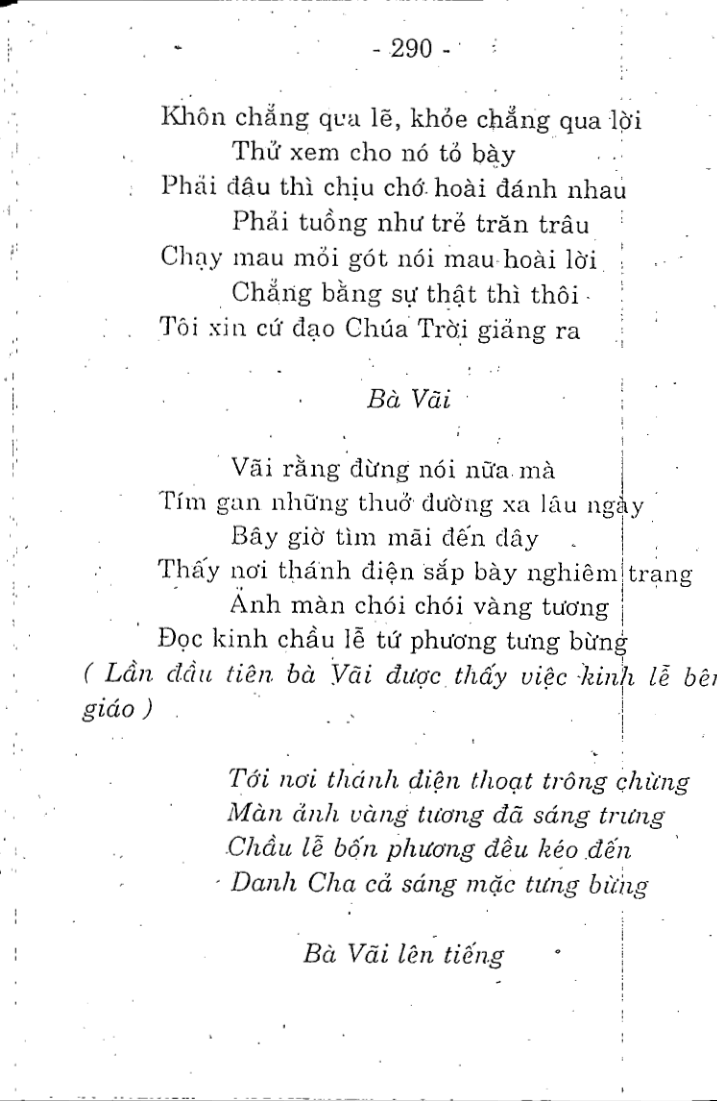 - 290 -
Khôn chẳng qua lẽ, khỏe chẳng qua lời
Thử xem cho nó tỏ bày
Phải đâu thì chịu chớ hoài đánh nhau
Phải tuồng như trẻ trăn trâu
Chạy mau mỏi gót nói mau hoài lời
Chẳng bằng sự thật thì thôi
Tôi xin cứ đạo Chúa Trời giảng ra
Bà Vãi
Vãi rằng đừng nói nữa mà
Tím gan những thuở đường xa lâu ngày
Bây giờ tìm mãi đến đây
Thấy nơi thánh điện sắp bày nghiêm trang
Ảnh màn chói chói vàng tương
Đọc kinh chầu lễ tứ phương tưng bừng
( Lần đầu tiên bà Vãi được thấy việc kinh lễ bên
giáo )
Tới nơi thánh điện thoạt trông chừng
Màn ảnh vàng tương đã sáng trưng
Chầu lễ bốn phương đều kéo đến
Danh Cha cả sáng mặc tưng bừng
Bà Vãi lên tiếng